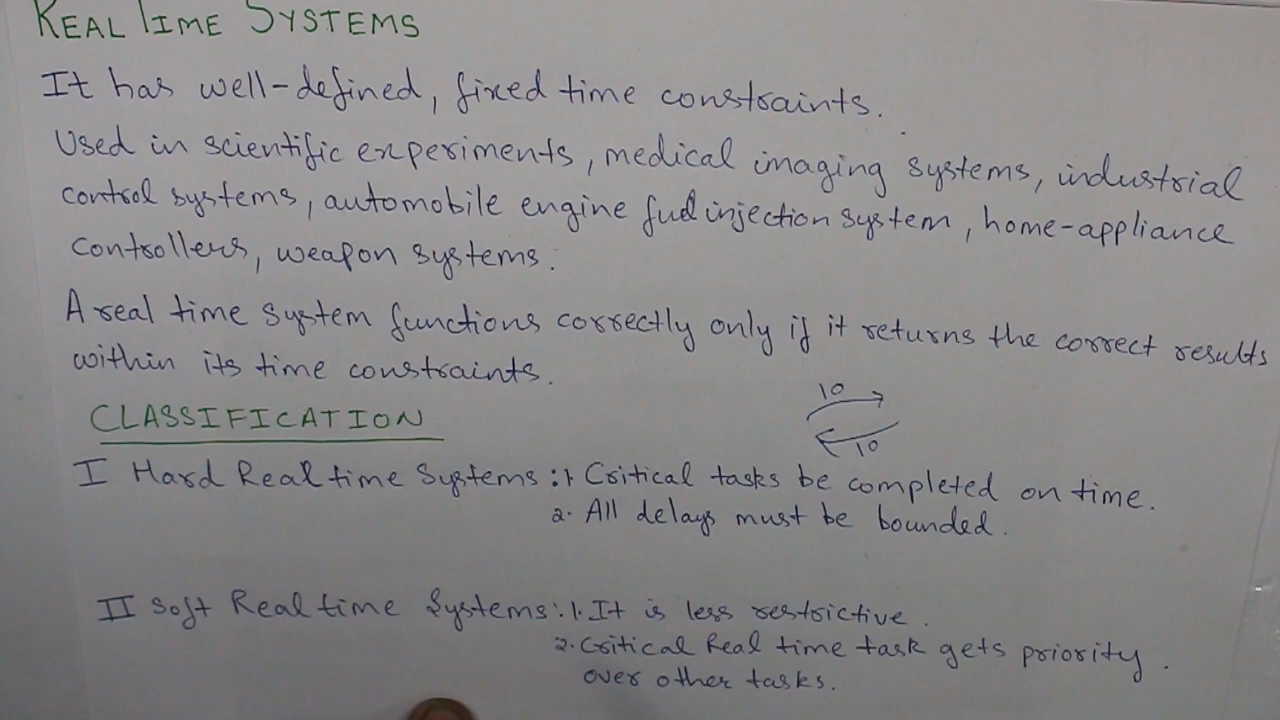 REAL TIME SYSTEMS
It has well-defined, fixed time constraints.
Used in scientific experiments, medical imaging systems, industrial
control systems, automobile engine fuel injection system, home-appliance
controllers, weapon systems.
A real time system functions correctly only if it returns the correct results
within its time constraints.
10
CLASSIFICATION
10
I Hard Real time Systems : 1 Critical tasks be completed on time.
2. All delays must be bounded.
II Soft Real time Systems : 1. It is less restrictive.
2. Critical Real time task gets priority.
over other tasks.